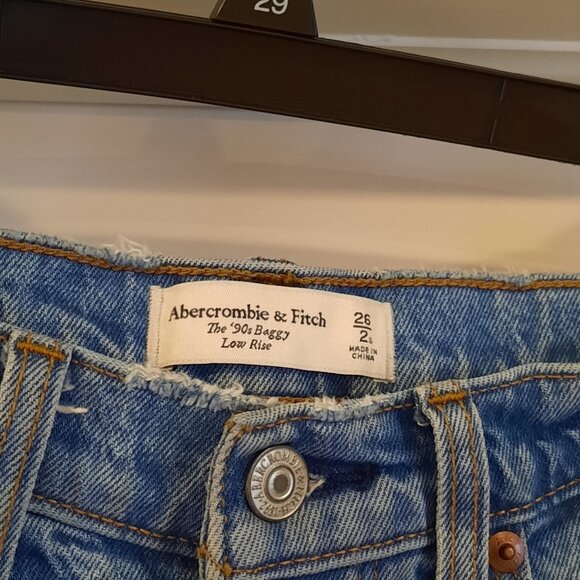 29
Abercrombie & Fitch
The '90s Baggy
Low Rise
26
2S
MADE IN
CHINA
ABERCROMBIE